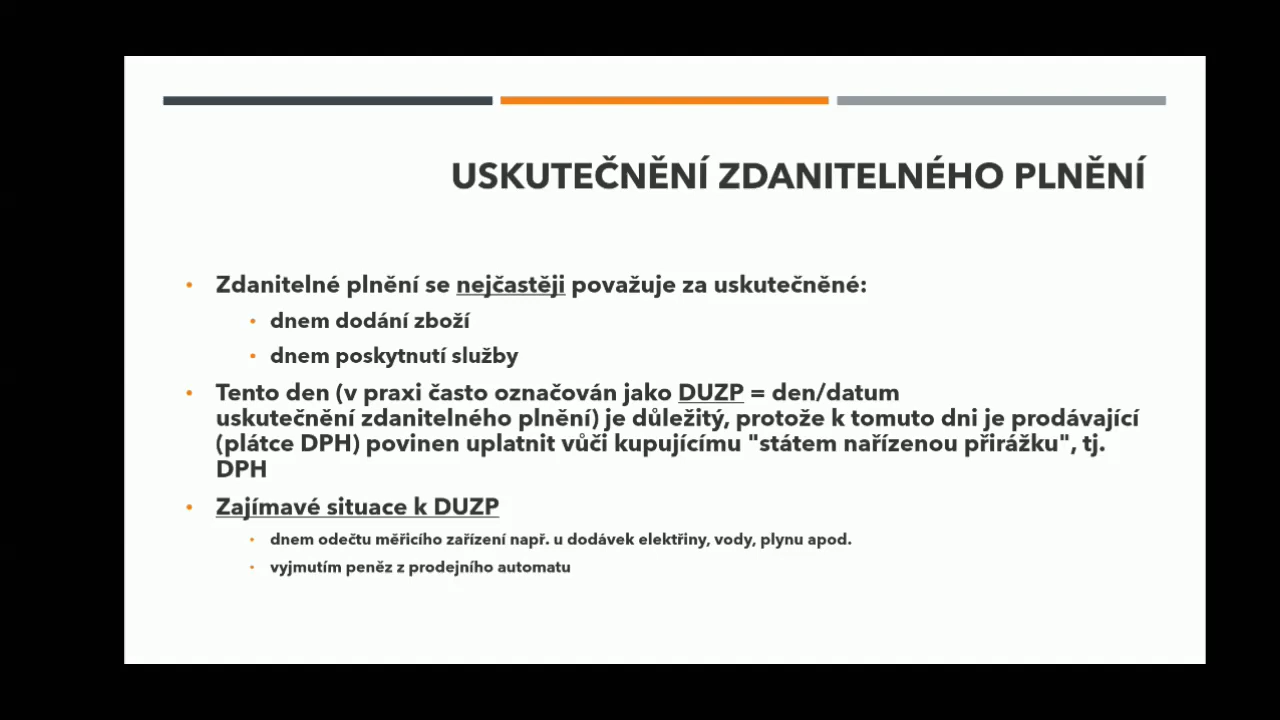 USKUTEČNĚNÍ ZDANITELNÉHO PLNĚNÍ
• Zdanitelné plnění se nejčastěji považuje za uskutečněné:
• dnem dodání zboží
• dnem poskytnutí služby
• Tento den (v praxi často označován jako DUZP = den/datum
uskutečnění zdanitelného plnění) je důležitý, protože k tomuto dni je prodávající
(plátce DPH) povinen uplatnit vůči kupujícímu "státem nařízenou přirážku", tj.
DPH
• Zajímavé situace k DUZP
• dnem odečtu měřicího zařízení např. u dodávek elektřiny, vody, plynu apod.
• vyjmutím peněz z prodejního automatu